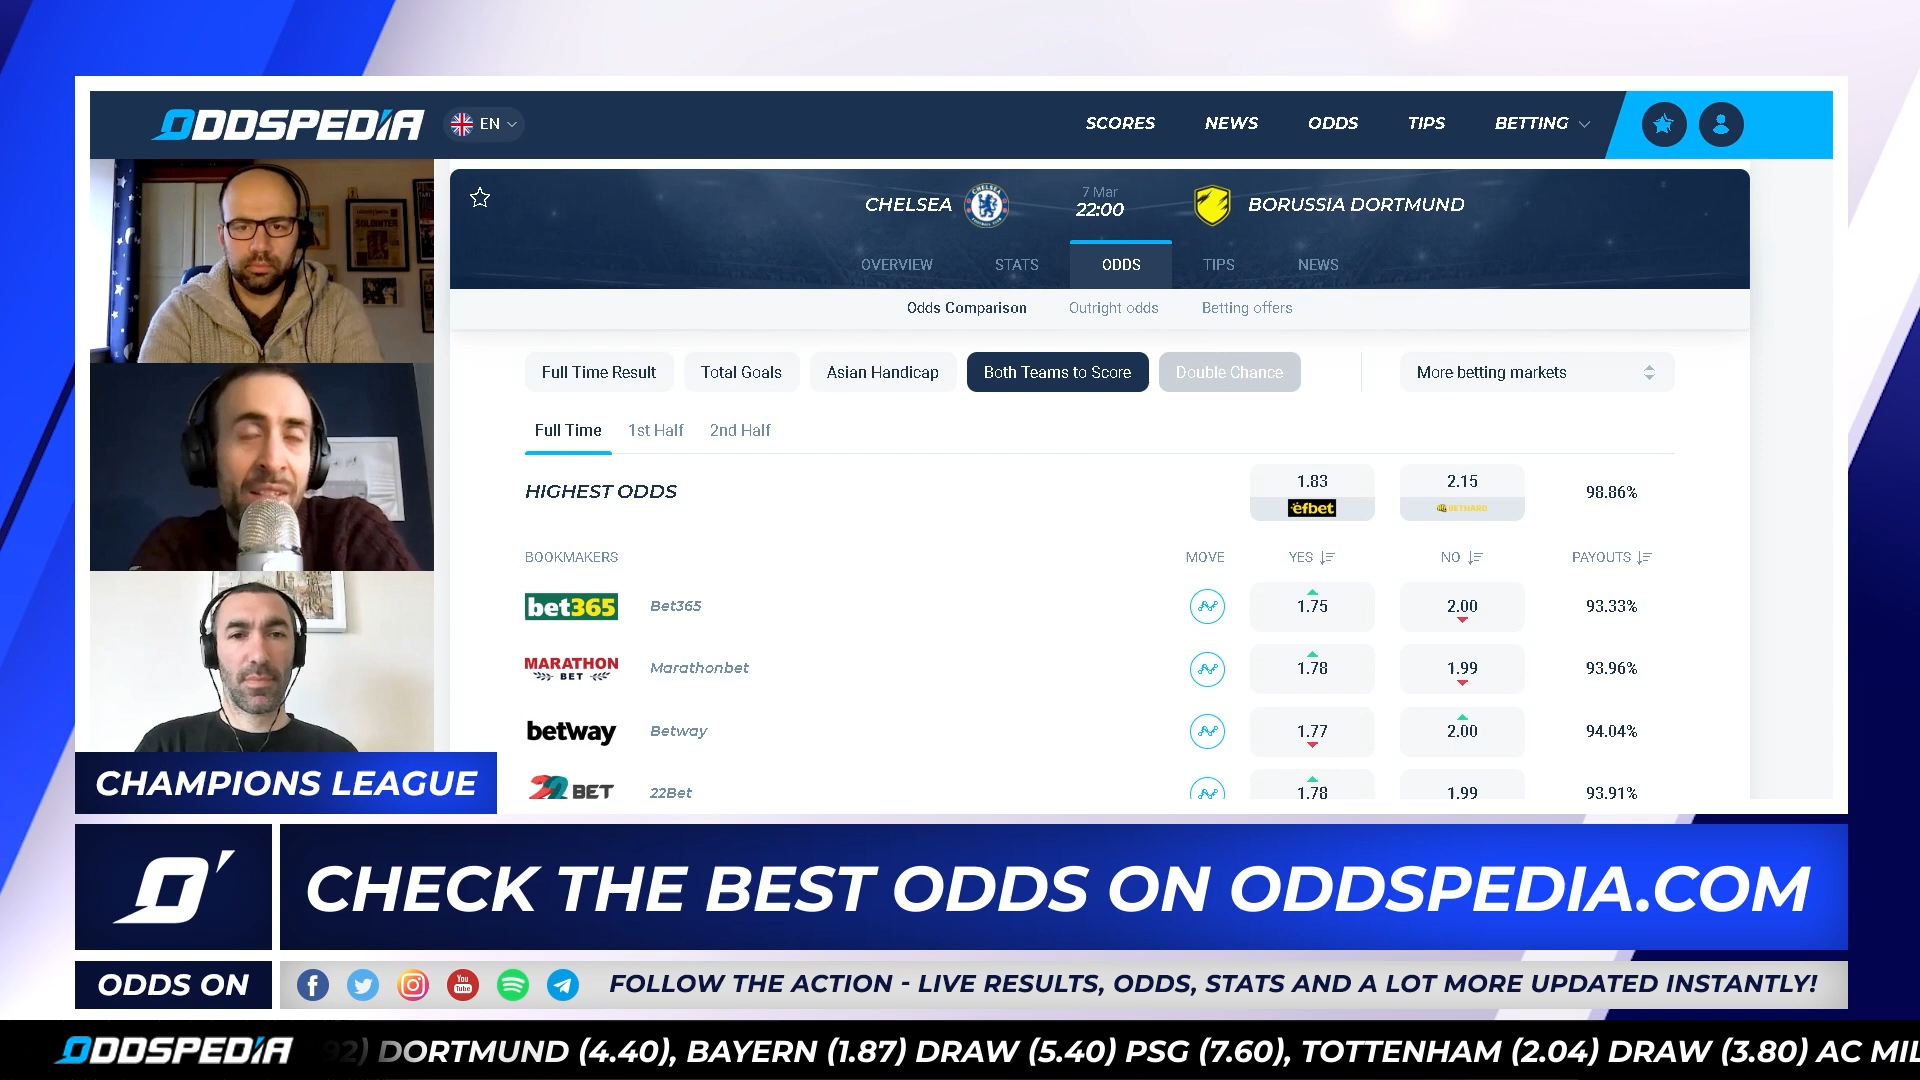 ODDSPEDIA
EN
SCORES NEWS ODDS TIPS BETTING
CHELSEA
7 Mar
22:00
BORUSSIA DORTMUND
OVERVIEW STATS ODDS TIPS NEWS
Odds Comparison Outright odds Betting offers
Full Time Result Total Goals Asian Handicap Both Teams to Score Double Chance More betting markets
Full Time 1st Half 2nd Half
HIGHEST ODDS 1.83 2.15 98.86%
efbet BETHARD
BOOKMAKERS MOVE YES NO PAYOUTS
bet365 Bet365 1.75 2.00 93.33%
MARATHON BET Marathonbet 1.78 1.99 93.96%
betway Betway 1.77 2.00 94.04%
22BET 22Bet 1.78 1.99 93.91%
CHAMPIONS LEAGUE
CHECK THE BEST ODDS ON ODDSPEDIA.COM
ODDS ON
You Tube
FOLLOW THE ACTION - LIVE RESULTS, ODDS, STATS AND A LOT MORE UPDATED INSTANTLY!
ODDSPEDIA 92) DORTMUND (4.40), BAYERN (1.87) DRAW (5.40) PSG (7.60), TOTTENHAM (2.04) DRAW (3.80) AC MIL